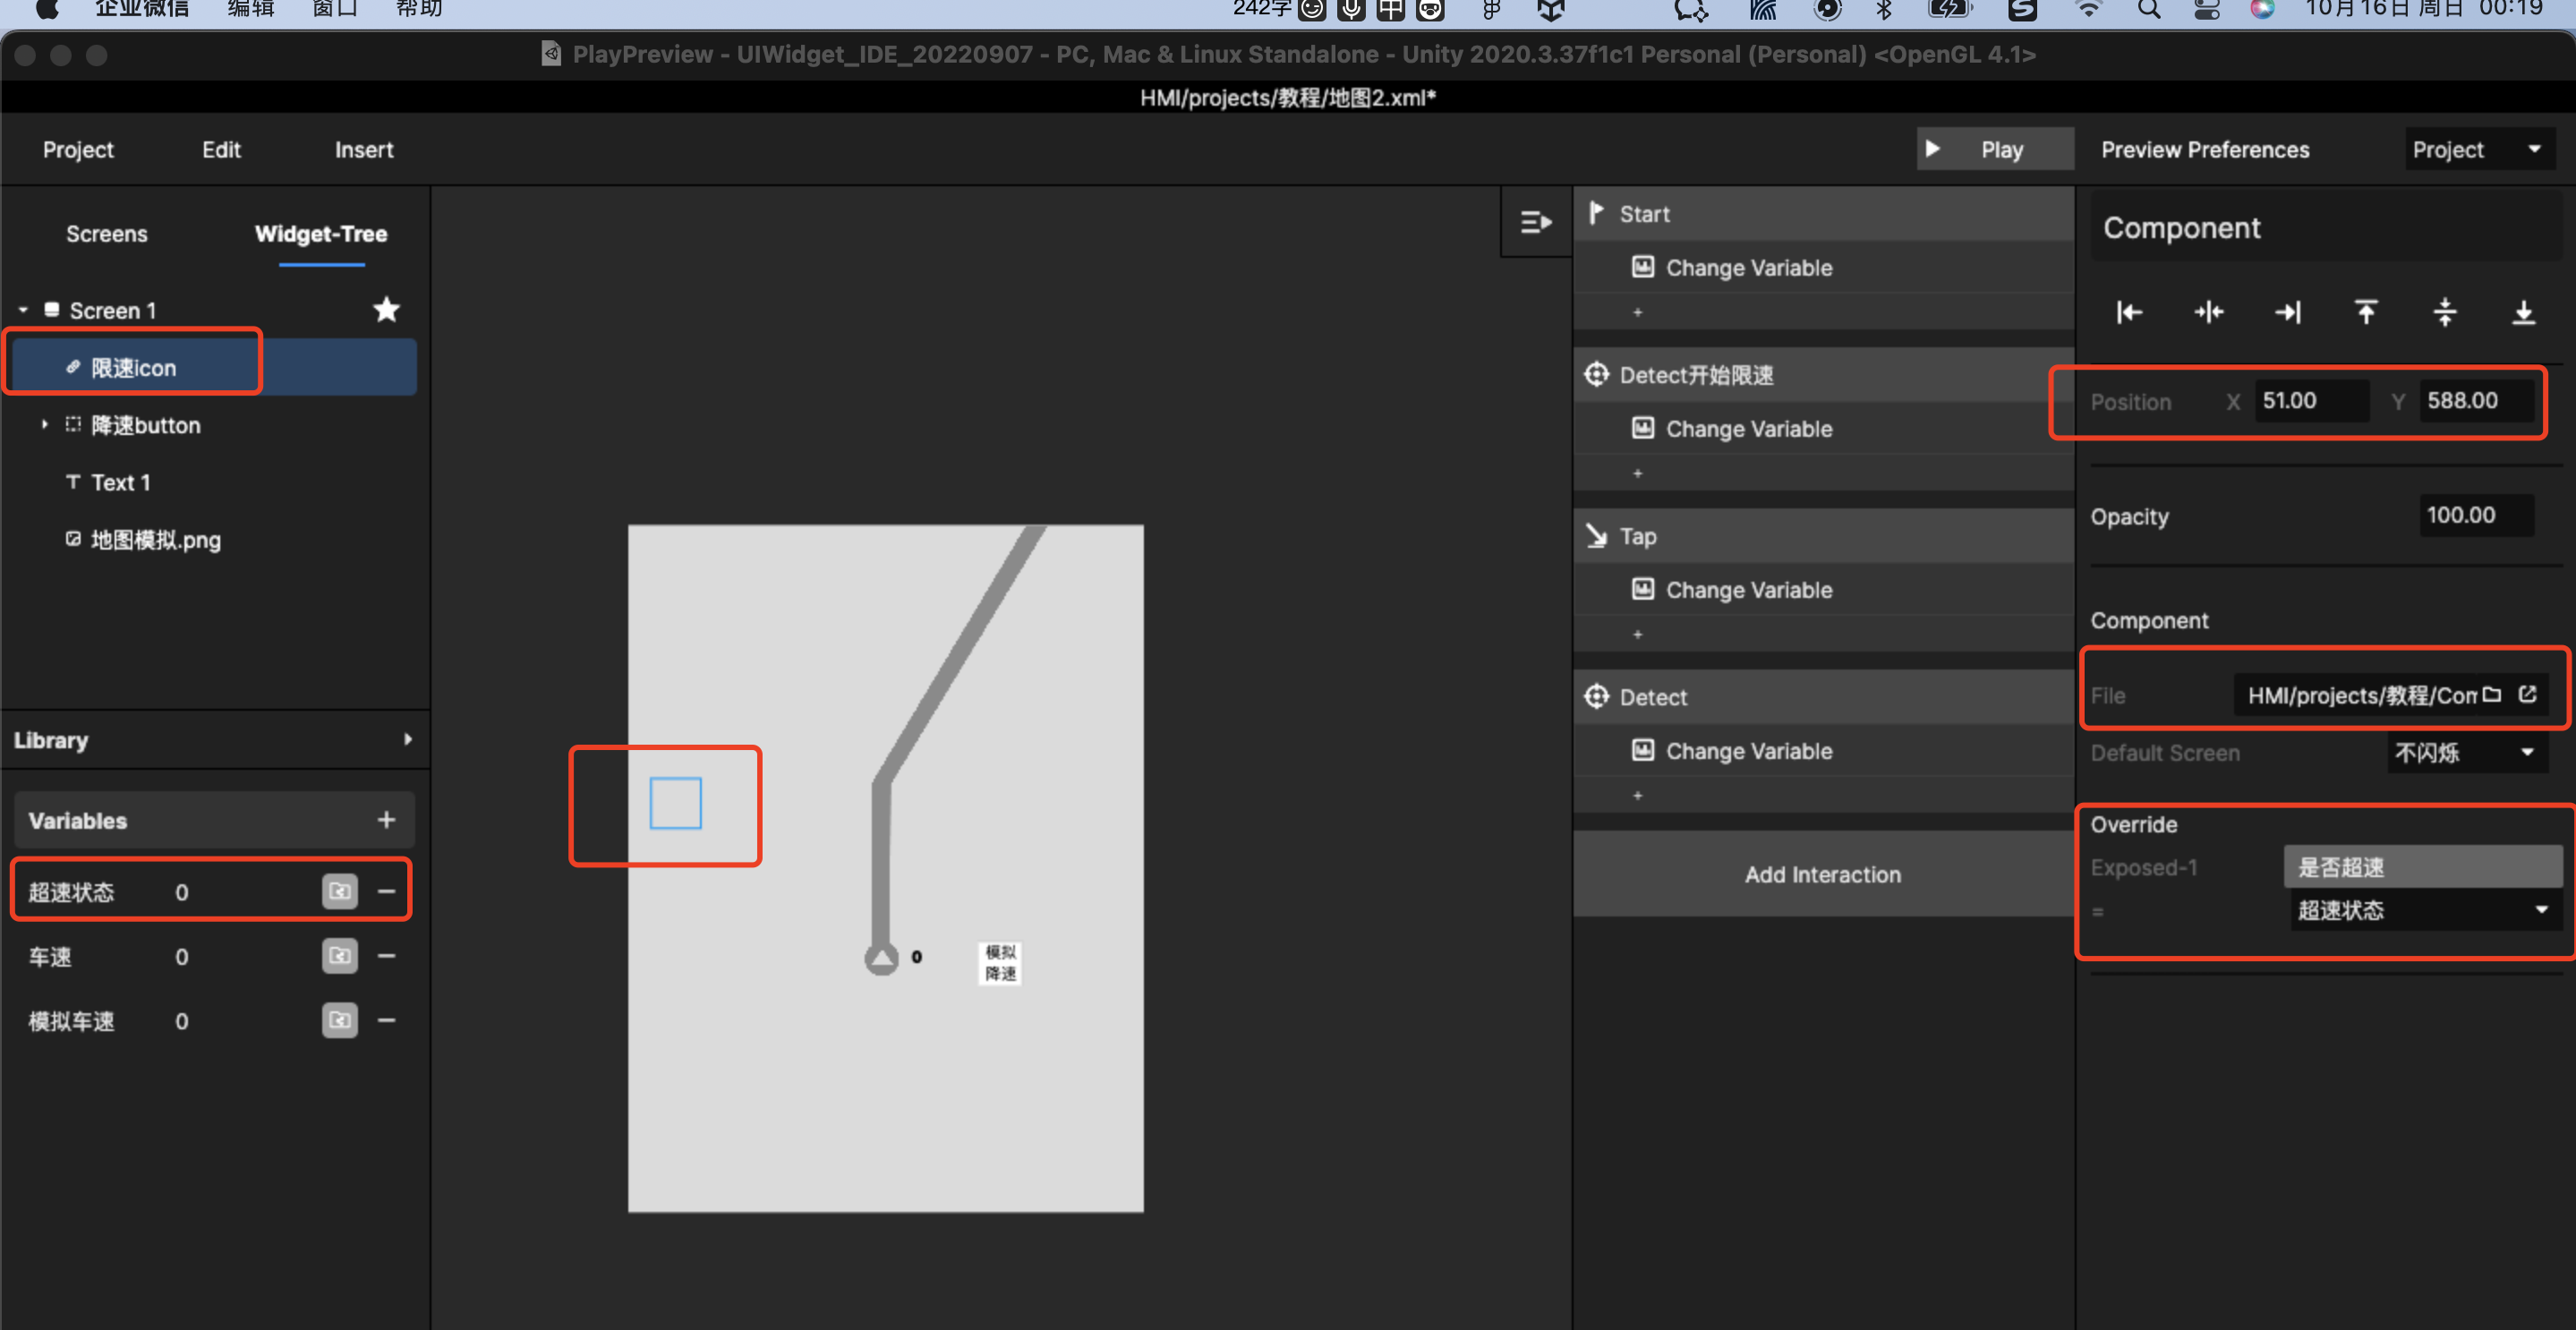 企业微信 编辑 窗口 帮助 242字 中 10月16日 周日 00:19
PlayPreview - UIWidget_IDE_20220907 - PC, Mac & Linux Standalone - Unity 2020.3.37f1c1 Personal (Personal) <OpenGL 4.1>
HMI/projects/教程/地图2.xml*
Project Edit Insert Play Preview Preferences Project
Screens Widget-Tree
Screen 1
限速icon
降速button
Text 1
地图模拟.png
Library
Variables +
超速状态 0
车速 0
模拟车速 0
0
模拟
降速
Start
Change Variable
+
Detect开始限速
Change Variable
+
Tap
Change Variable
+
Detect
Change Variable
+
Add Interaction
Component
Position X 51.00 Y 588.00
Opacity 100.00
Component
File HMI/projects/教程/Com
Default Screen 不闪烁
Override
Exposed-1 是否超速
= 超速状态